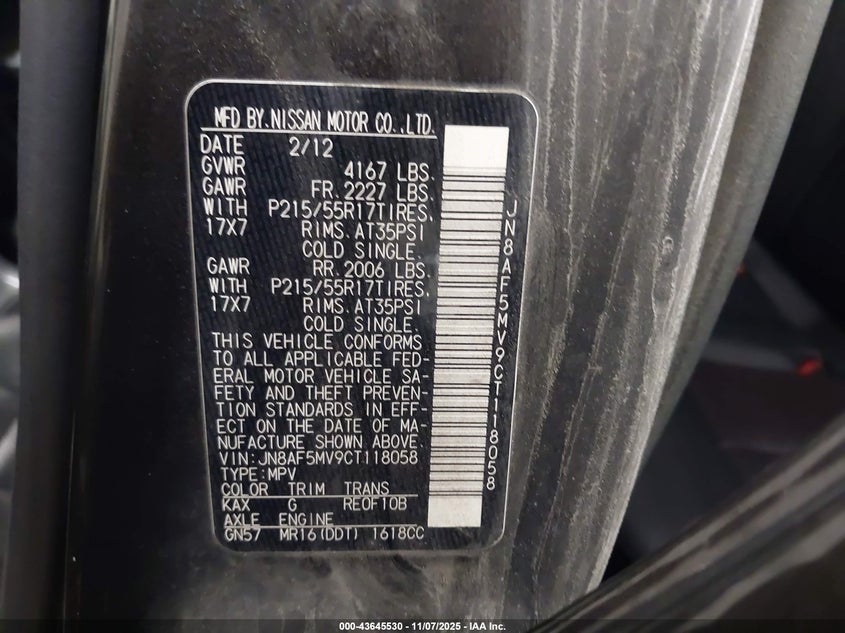 MFD BY.NISSAN MOTOR CO.,LTD.
DATE 2/12
GVWR 4167 LBS.
GAWR FR. 2227 LBS.
WITH P215/55R17TIRES.
17X7 RIMS. AT35PSI
COLD SINGLE.
GAWR RR. 2006 LBS.
WITH P215/55R17TIRES.
17X7 RIMS. AT35PSI
COLD SINGLE.
THIS VEHICLE CONFORMS
TO ALL APPLICABLE FED-
ERAL MOTOR VEHICLE SA-
FETY AND THEFT PREVEN-
TION STANDARDS IN EFF-
ECT ON THE DATE OF MA-
NUFACTURE SHOWN ABOVE.
VIN:JN8AF5MV9CT118058
TYPE:MPV
COLOR TRIM TRANS
KAX G RE0F10B
AXLE ENGINE
GN57 MR16(DDT) 1618CC
JN8AF5MV9CT118058
000-43645530 - 11/07/2025 - IAA Inc.